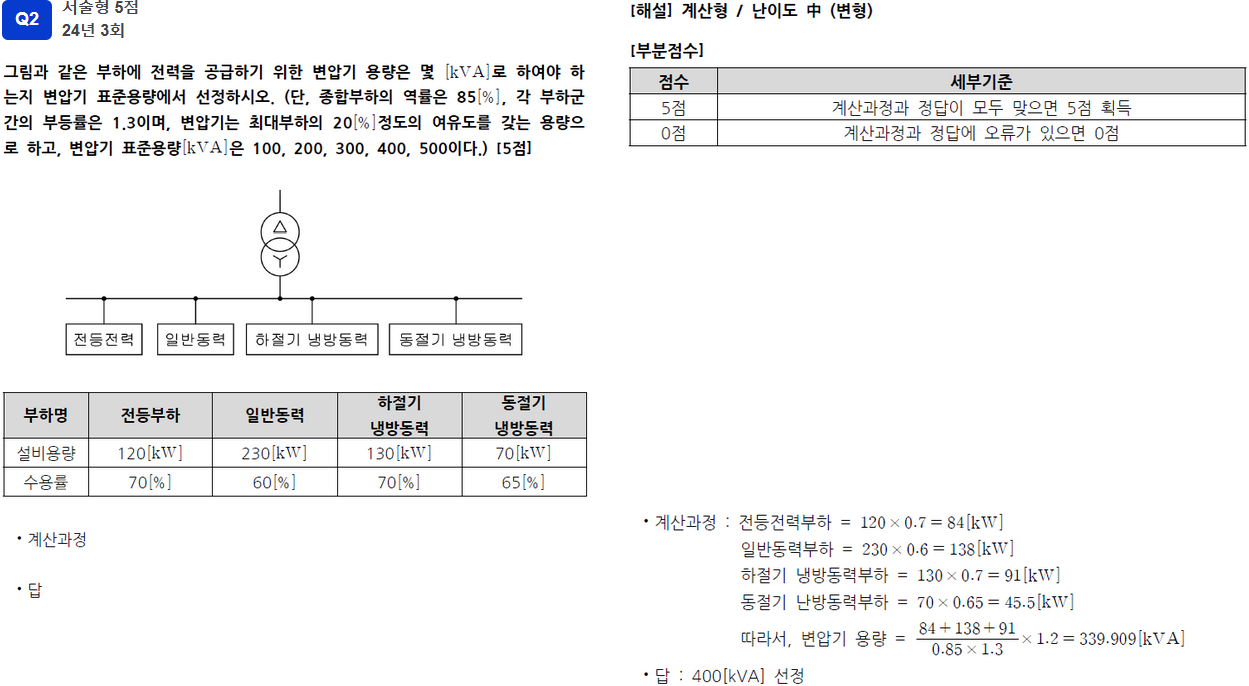 Q2
서술형 5점
24년 3회
그림과 같은 부하에 전력을 공급하기 위한 변압기 용량은 몇 [kVA]로 하여야 하
는지 변압기 표준용량에서 선정하시오. (단, 종합부하의 역률은 85[%], 각 부하군
간의 부등률은 1.3이며, 변압기는 최대부하의 20[%]정도의 여유도를 갖는 용량으
로 하고, 변압기 표준용량[kVA]은 100, 200, 300, 400, 500이다.) [5점]
전등전력 일반동력 하절기 냉방동력 동절기 냉방동력
부하명 전등부하 일반동력 하절기 냉방동력 동절기 냉방동력
설비용량 120[kW] 230[kW] 130[kW] 70[kW]
수용률 70[%] 60[%] 70[%] 65[%]
• 계산과정
• 답
[해설] 계산형 / 난이도 中 (변형)
[부분점수]
점수 세부기준
5점 계산과정과 정답이 모두 맞으면 5점 획득
0점 계산과정과 정답에 오류가 있으면 0점
• 계산과정 : 전등전력부하 = 120×0.7=84[kW]
일반동력부하 = 230×0.6=138[kW]
하절기 냉방동력부하 = 130×0.7=91[kW]
동절기 난방동력부하 = 70×0.65=45.5[kW]
따라서, 변압기 용량 = (84+138+91)/(0.85×1.3) ×1.2=339.909[kVA]
• 답 : 400[kVA] 선정